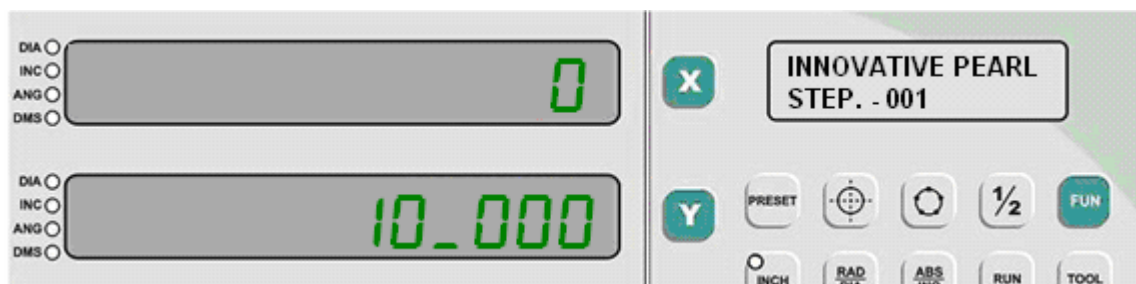 DIA
INC
ANG
DMS
0
X
INNOVATIVE PEARL
STEP. - 001
DIA
INC
ANG
DMS
10_000
Y
PRESET
½
FUN
INCH
RAD
ABS
RUN
TOOL